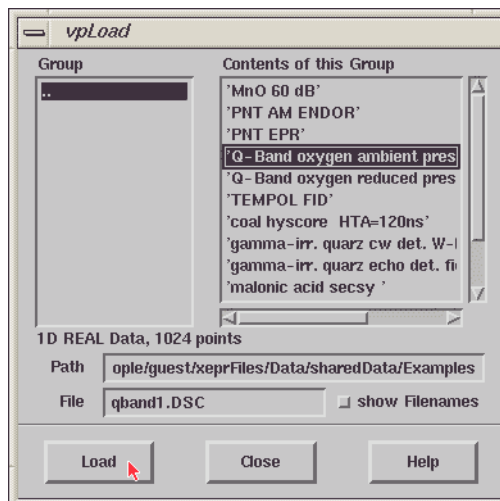 vpLoad
Group
..
Contents of this Group
'MnO 60 dB'
'PNT AM ENDOR'
'PNT EPR'
'Q-Band oxygen ambient pres
'Q-Band oxygen reduced pres
'TEMPOL FID'
'coal hyscore HTA=120ns'
'gamma-irr. quarz cw det. W-
'gamma-irr. quarz echo det. fi
'malonic acid secsy '
1D REAL Data, 1024 points
Path ople/guest/xeprFiles/Data/sharedData/Examples
File qband1.DSC show Filenames
Load Close Help